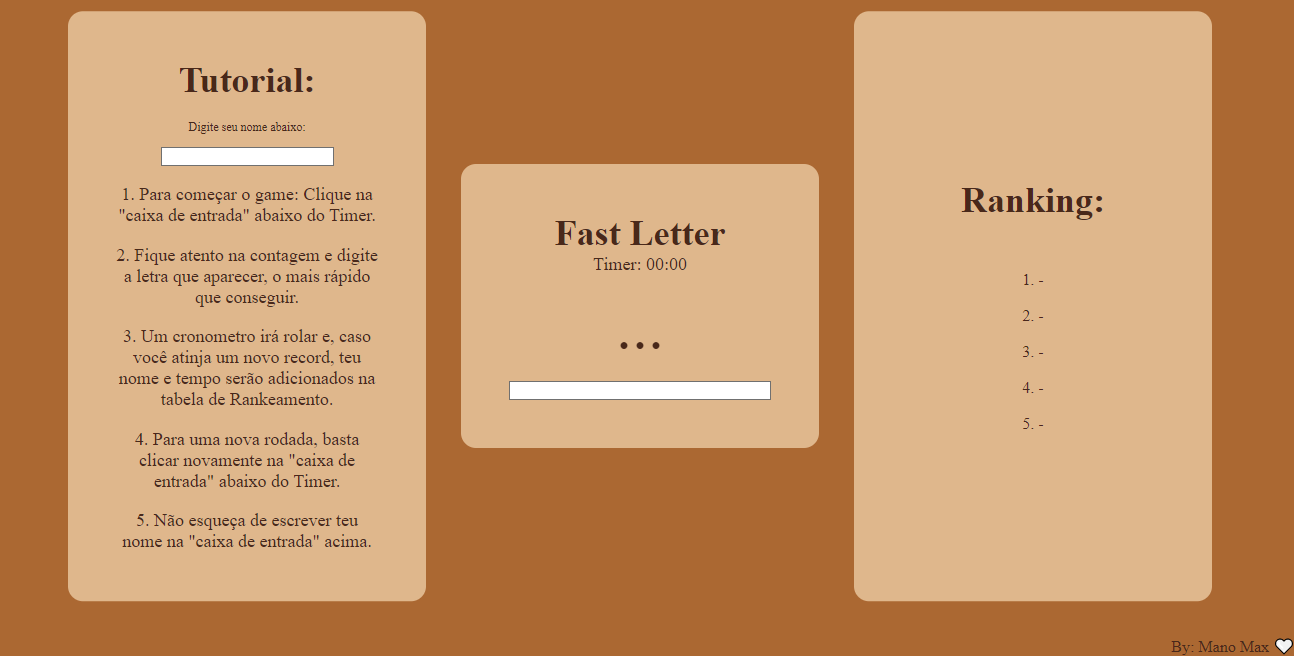 Tutorial:
Digite seu nome abaixo:
1. Para começar o game: Clique na
"caixa de entrada" abaixo do Timer.
2. Fique atento na contagem e digite
a letra que aparecer, o mais rápido
que conseguir.
3. Um cronometro irá rolar e, caso
você atinja um novo record, teu
nome e tempo serão adicionados na
tabela de Rankeamento.
4. Para uma nova rodada, basta
clicar novamente na "caixa de
entrada" abaixo do Timer.
5. Não esqueça de escrever teu
nome na "caixa de entrada" acima.
Fast Letter
Timer: 00:00
...
Ranking:
1. -
2. -
3. -
4. -
5. -
By: Mano Max 🤍